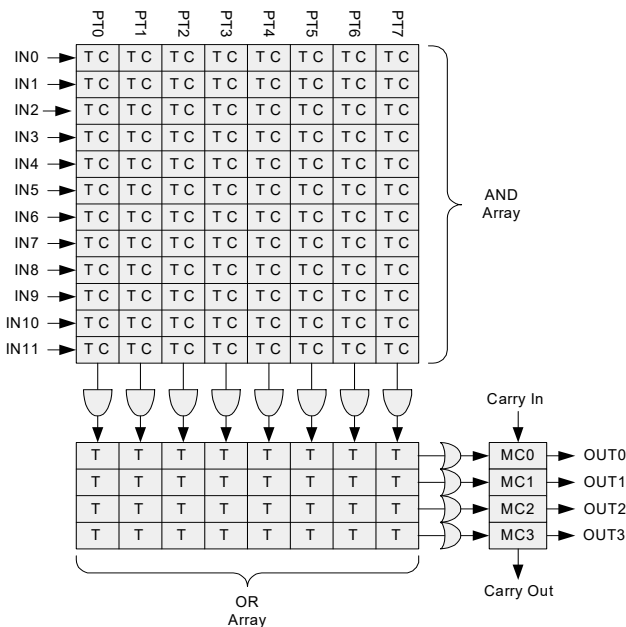 PT0 PT1 PT2 PT3 PT4 PT5 PT6 PT7
IN0 T C T C T C T C T C T C T C T C
IN1 T C T C T C T C T C T C T C T C
IN2 T C T C T C T C T C T C T C T C
IN3 T C T C T C T C T C T C T C T C
IN4 T C T C T C T C T C T C T C T C
IN5 T C T C T C T C T C T C T C T C
AND
Array
IN6 T C T C T C T C T C T C T C T C
IN7 T C T C T C T C T C T C T C T C
IN8 T C T C T C T C T C T C T C T C
IN9 T C T C T C T C T C T C T C T C
IN10 T C T C T C T C T C T C T C T C
IN11 T C T C T C T C T C T C T C T C
Carry In
T T T T T T T T MC0 OUT0
T T T T T T T T MC1 OUT1
T T T T T T T T MC2 OUT2
T T T T T T T T MC3 OUT3
Carry Out
OR
Array